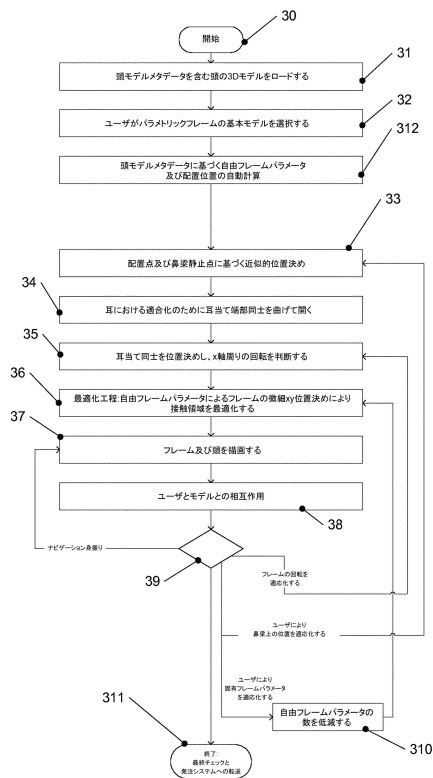 開始
30
頭モデルメタデータを含む頭の3Dモデルをロードする
31
ユーザがパラメトリックフレームの基本モデルを選択する
32
頭モデルメタデータに基づく自由フレームパラメータ
及び配置位置の自動計算
312
33
配置点及び鼻梁静止点に基づく近似的位置決め
34
耳における適合化のために耳当て端部同士を曲げて開く
35
耳当て同士を位置決めし、x軸周りの回転を判断する
36
最適化工程:自由フレームパラメータによるフレームの微細xy位置決めにより
接触領域を最適化する
37
フレーム及び頭を描画する
ユーザとモデルとの相互作用
38
ナビゲーション身振り
39
フレームの回転を
適応化する
ユーザにより
鼻梁上の位置を適応化する
ユーザにより
固有フレームパラメータ
を適応化する
自由フレームパラメータの
数を低減する
310
311
終了:
最終チェックと
発注システムへの転送